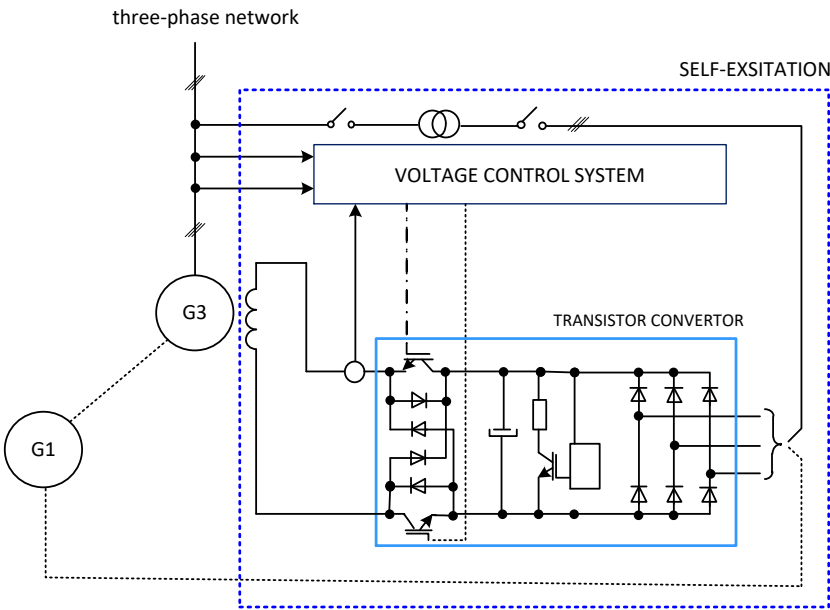 three-phase network
SELF-EXSITATION
VOLTAGE CONTROL SYSTEM
G3
TRANSISTOR CONVERTOR
G1